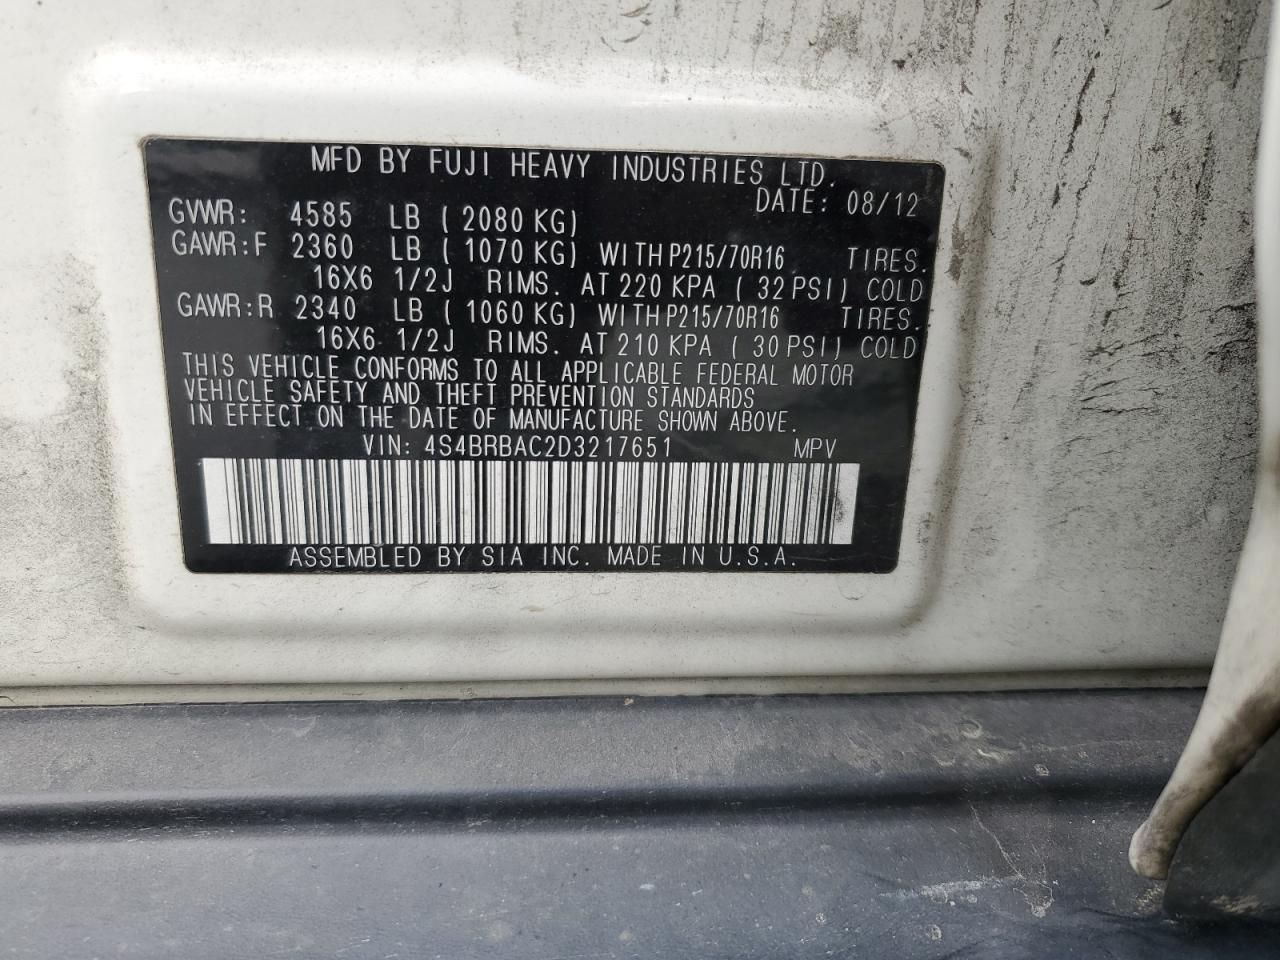 MFD BY FUJI HEAVY INDUSTRIES LTD.
DATE: 08/12
GVWR: 4585 LB ( 2080 KG)
GAWR:F 2360 LB ( 1070 KG) WITH P215/70R16 TIRES.
16X6 1/2J RIMS. AT 220 KPA ( 32 PSI) COLD
GAWR:R 2340 LB ( 1060 KG) WITH P215/70R16 TIRES.
16X6 1/2J RIMS. AT 210 KPA ( 30 PSI) COLD
THIS VEHICLE CONFORMS TO ALL APPLICABLE FEDERAL MOTOR
VEHICLE SAFETY AND THEFT PREVENTION STANDARDS
IN EFFECT ON THE DATE OF MANUFACTURE SHOWN ABOVE.
VIN: 4S4BRBAC2D3217651 MPV
ASSEMBLED BY SIA INC. MADE IN U.S.A.